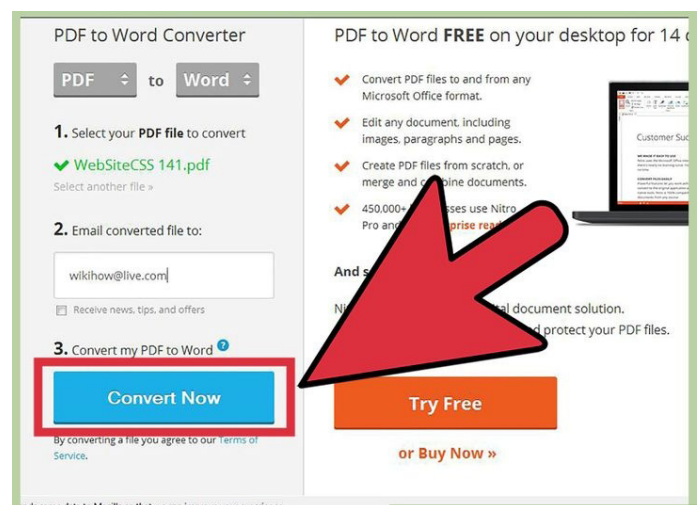 PDF to Word Converter
PDF to Word
1. Select your PDF file to convert
WebSiteCSS 141.pdf
Select another file »
2. Email converted file to:
wikihow@live.com
Receive news, tips, and offers
3. Convert my PDF to Word ?
Convert Now
By converting a file you agree to our Terms of
Service.
PDF to Word FREE on your desktop for 14
Convert PDF files to and from any
Microsoft Office format.
Edit any document, including
images, paragraphs and pages.
Create PDF files from scratch, or
merge and documents.
450,000+ use Nitro
Pro
And
document solution.
protect your PDF files.
Try Free
or Buy Now »
Customer